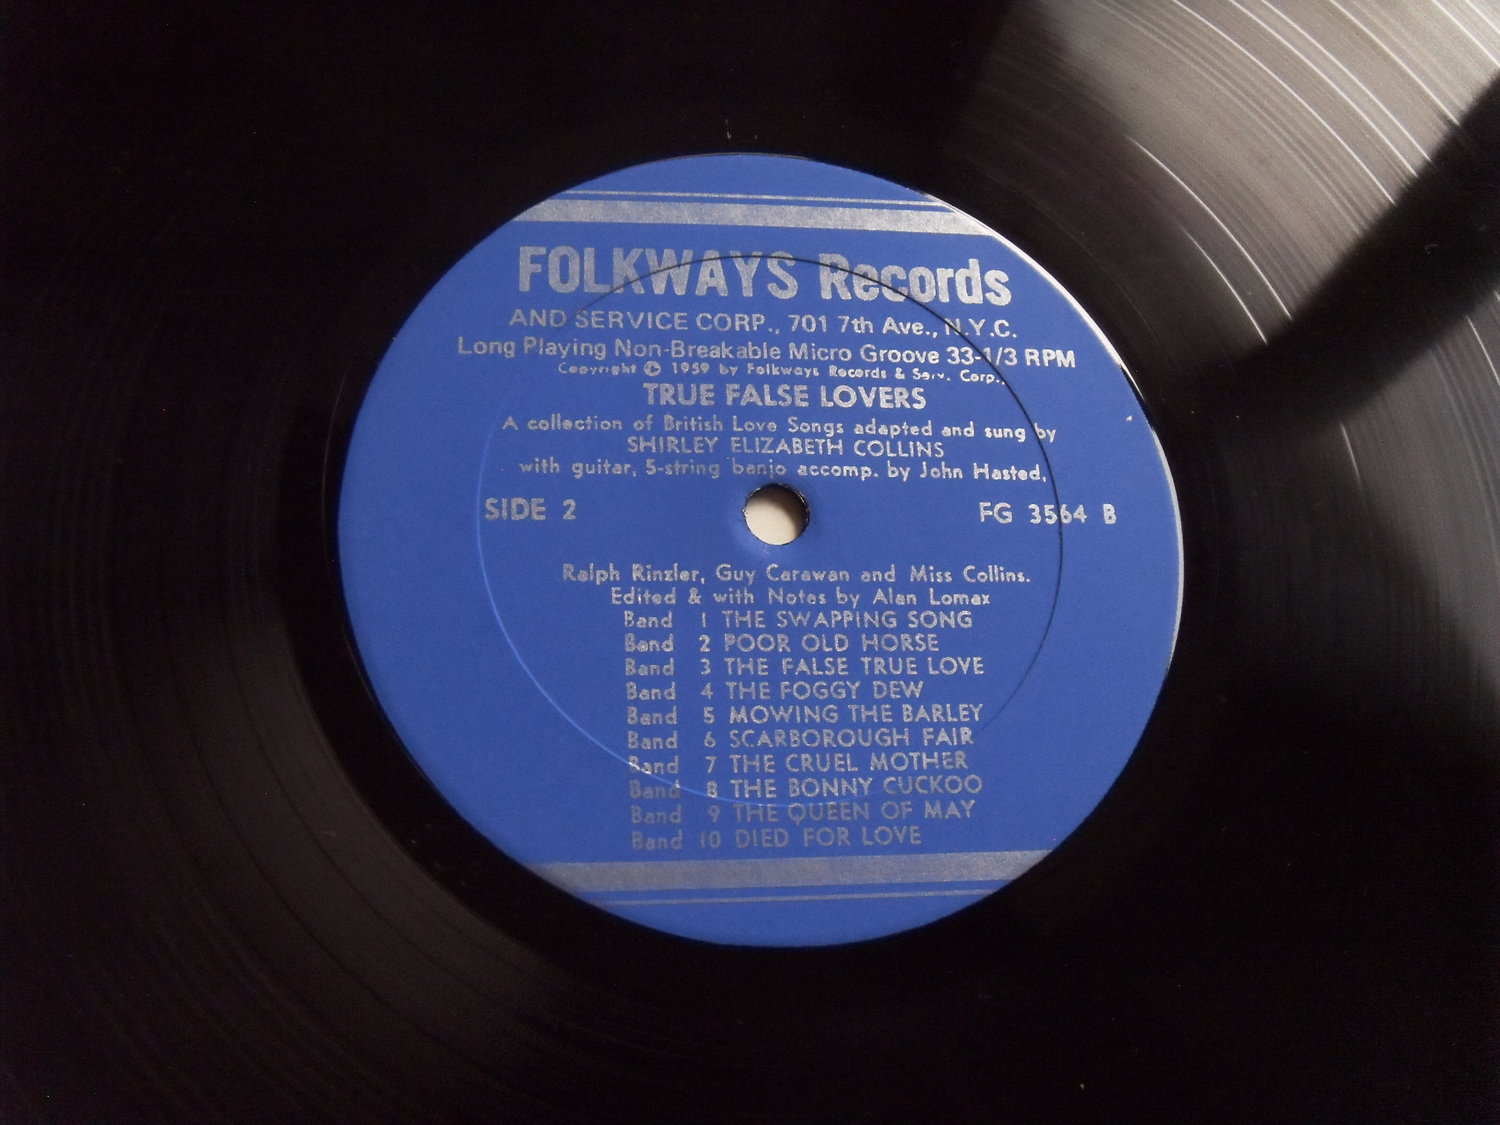 FOLKWAYS Records
AND SERVICE CORP., 701 7th Ave., N.Y.C.
Long Playing Non-Breakable Micro Groove 33-1/3 RPM
Copyright © 1959 by Folkways Records & Serv. Corp.,
TRUE FALSE LOVERS
A collection of British Love Songs adapted and sung by
SHIRLEY ELIZABETH COLLINS
with guitar, 5-string banjo accomp. by John Hasted,
SIDE 2 FG 3564 B
Ralph Rinzler, Guy Carawan and Miss Collins.
Edited & with Notes by Alan Lomax
Band 1 THE SWAPPING SONG
Band 2 POOR OLD HORSE
Band 3 THE FALSE TRUE LOVE
Band 4 THE FOGGY DEW
Band 5 MOWING THE BARLEY
Band 6 SCARBOROUGH FAIR
Band 7 THE CRUEL MOTHER
Band 8 THE BONNY CUCKOO
Band 9 THE QUEEN OF MAY
Band 10 DIED FOR LOVE